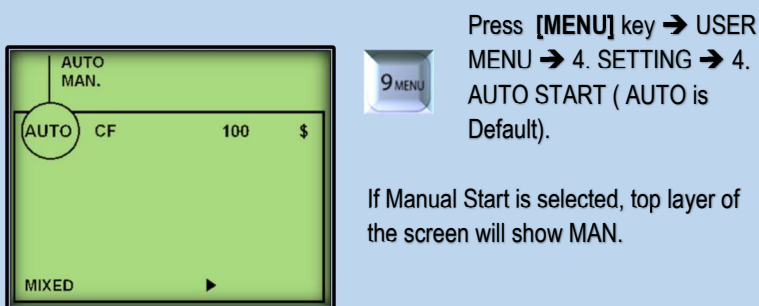 AUTO
MAN.
AUTO CF 100 $
MIXED
9 MENU
Press [MENU] key ➔ USER
MENU ➔ 4. SETTING ➔ 4.
AUTO START ( AUTO is
Default).
If Manual Start is selected, top layer of
the screen will show MAN.